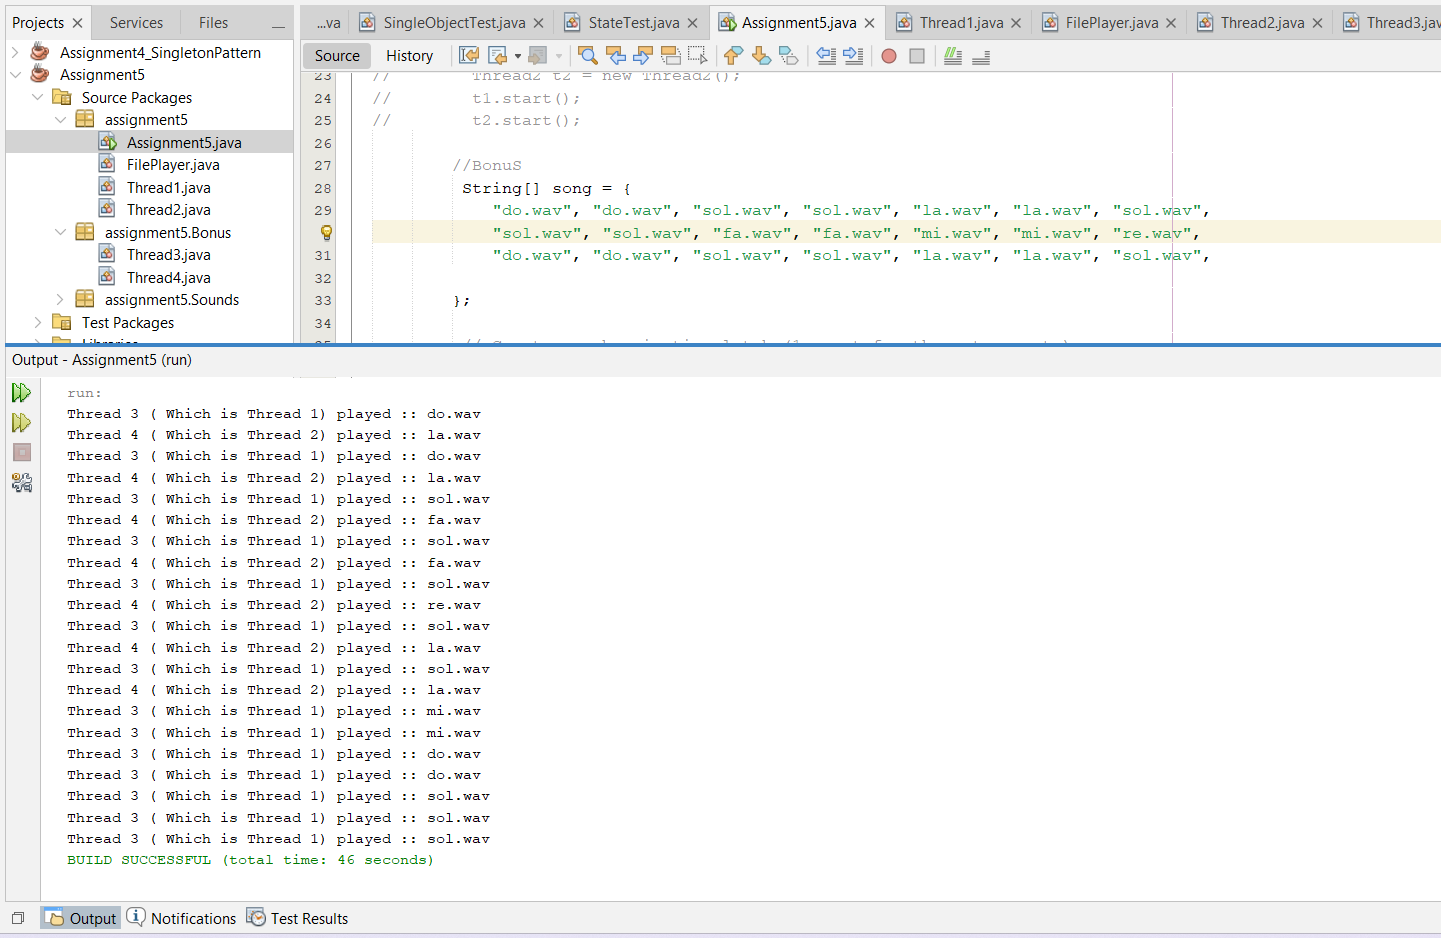 Projects Services Files
...va SingleObjectTest.java StateTest.java Assignment5.java Thread1.java FilePlayer.java Thread2.java Thread3.jav
Assignment4_SingletonPattern
Assignment5
Source Packages
assignment5
Assignment5.java
FilePlayer.java
Thread1.java
Thread2.java
assignment5.Bonus
Thread3.java
Thread4.java
assignment5.Sounds
Test Packages
Libraries
Source History
23 // Thread2 t2 = new Thread2();
24 // t1.start();
25 // t2.start();
26
27 //BonuS
28 String[] song = {
29 "do.wav", "do.wav", "sol.wav", "sol.wav", "la.wav", "la.wav", "sol.wav",
"sol.wav", "sol.wav", "fa.wav", "fa.wav", "mi.wav", "mi.wav", "re.wav",
31 "do.wav", "do.wav", "sol.wav", "sol.wav", "la.wav", "la.wav", "sol.wav",
32
33 };
34
Output - Assignment5 (run)
run:
Thread 3 ( Which is Thread 1) played :: do.wav
Thread 4 ( Which is Thread 2) played :: la.wav
Thread 3 ( Which is Thread 1) played :: do.wav
Thread 4 ( Which is Thread 2) played :: la.wav
Thread 3 ( Which is Thread 1) played :: sol.wav
Thread 4 ( Which is Thread 2) played :: fa.wav
Thread 3 ( Which is Thread 1) played :: sol.wav
Thread 4 ( Which is Thread 2) played :: fa.wav
Thread 3 ( Which is Thread 1) played :: sol.wav
Thread 4 ( Which is Thread 2) played :: re.wav
Thread 3 ( Which is Thread 1) played :: sol.wav
Thread 4 ( Which is Thread 2) played :: la.wav
Thread 3 ( Which is Thread 1) played :: sol.wav
Thread 4 ( Which is Thread 2) played :: la.wav
Thread 3 ( Which is Thread 1) played :: mi.wav
Thread 3 ( Which is Thread 1) played :: mi.wav
Thread 3 ( Which is Thread 1) played :: do.wav
Thread 3 ( Which is Thread 1) played :: do.wav
Thread 3 ( Which is Thread 1) played :: sol.wav
Thread 3 ( Which is Thread 1) played :: sol.wav
Thread 3 ( Which is Thread 1) played :: sol.wav
BUILD SUCCESSFUL (total time: 46 seconds)
Output Notifications Test Results